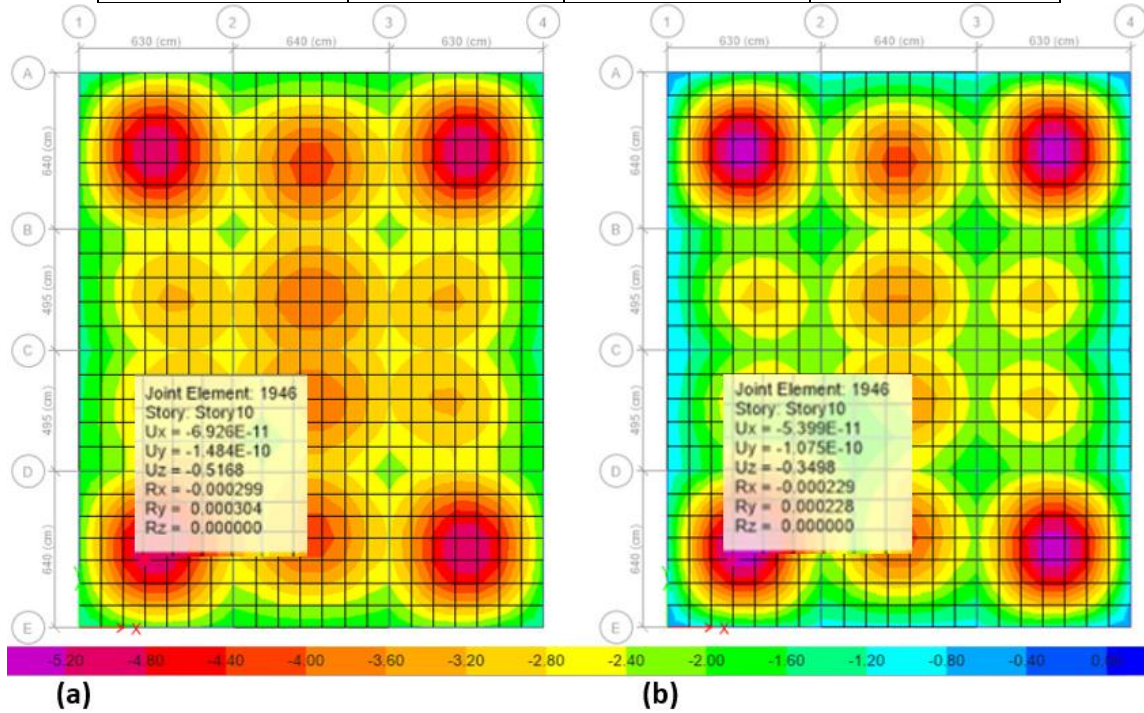 1 2 3 4
630 (cm) 640 (cm) 630 (cm)
A
640 (cm)
B
495 (cm)
C
495 (cm)
D
640 (cm)
E
X
Joint Element: 1946
Story: Story10
Ux = -6.926E-11
Uy = -1.484E-10
Uz = -0.5168
Rx = -0.000299
Ry = 0.000304
Rz = 0.000000
1 2 3 4
630 (cm) 640 (cm) 630 (cm)
A
640 (cm)
B
495 (cm)
C
495 (cm)
D
640 (cm)
E
X
Joint Element: 1946
Story: Story10
Ux = -5.399E-11
Uy = -1.075E-10
Uz = -0.3498
Rx = -0.000229
Ry = 0.000228
Rz = 0.000000
-5.20 -4.80 -4.40 -4.00 -3.60 -3.20 -2.80 -2.40 -2.00 -1.60 -1.20 -0.80 -0.40
(a) (b)